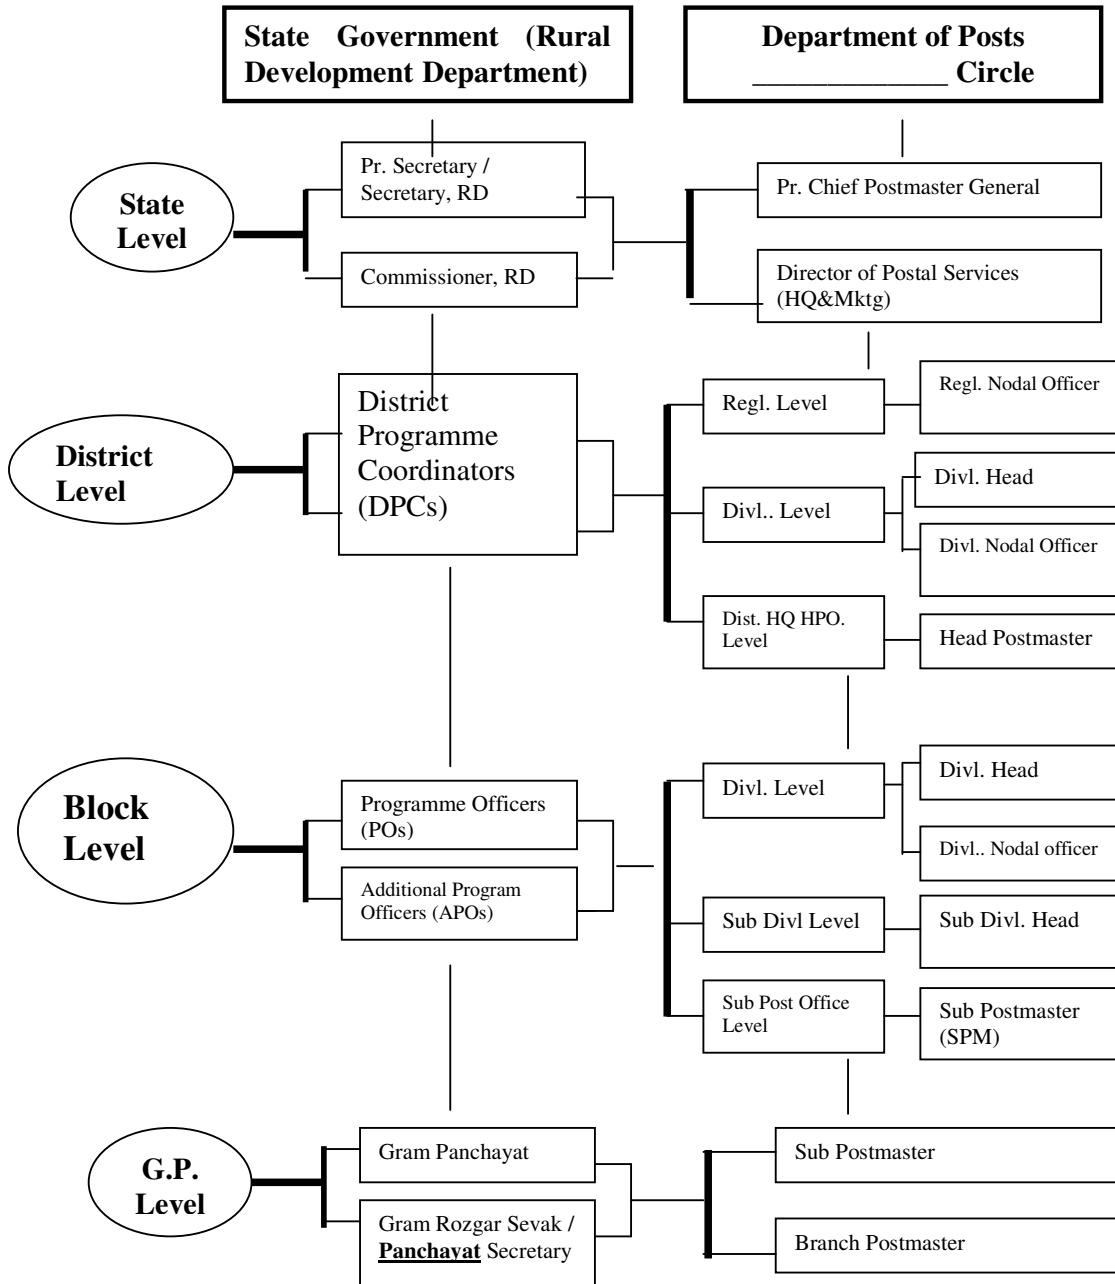 State Government (Rural
Development Department)
Department of Posts
_____________ Circle
State
Level
Pr. Secretary /
Secretary, RD
Commissioner, RD
Pr. Chief Postmaster General
Director of Postal Services
(HQ&Mktg)
District
Level
District
Programme
Coordinators
(DPCs)
Regl. Level
Regl. Nodal Officer
Divl.. Level
Divl. Head
Divl. Nodal Officer
Dist. HQ HPO.
Level
Head Postmaster
Block
Level
Programme Officers
(POs)
Additional Program
Officers (APOs)
Divl. Level
Divl. Head
Divl.. Nodal officer
Sub Divl Level
Sub Divl. Head
Sub Post Office
Level
Sub Postmaster
(SPM)
G.P.
Level
Gram Panchayat
Gram Rozgar Sevak /
Panchayat Secretary
Sub Postmaster
Branch Postmaster